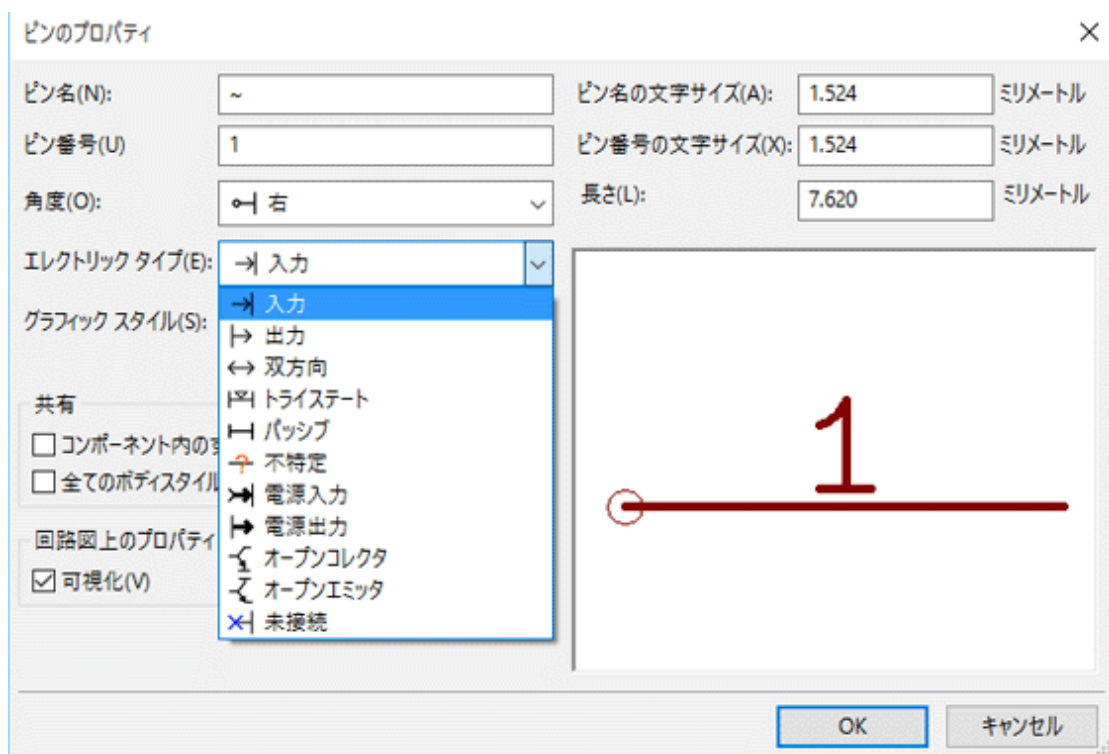 ピンのプロパティ
ピン名(N): ~
ピン名の文字サイズ(A): 1.524 ミリメートル
ピン番号(U) 1
ピン番号の文字サイズ(X): 1.524 ミリメートル
角度(O): 右
長さ(L): 7.620 ミリメートル
エレクトリック タイプ(E): 入力
入力
出力
双方向
トライステート
パッシブ
不特定
電源入力
電源出力
オープンコレクタ
オープンエミッタ
未接続
グラフィック スタイル(S):
共有
コンポーネント内の
全てのボディスタイル
回路図上のプロパティ
可視化(V)
1
OK キャンセル